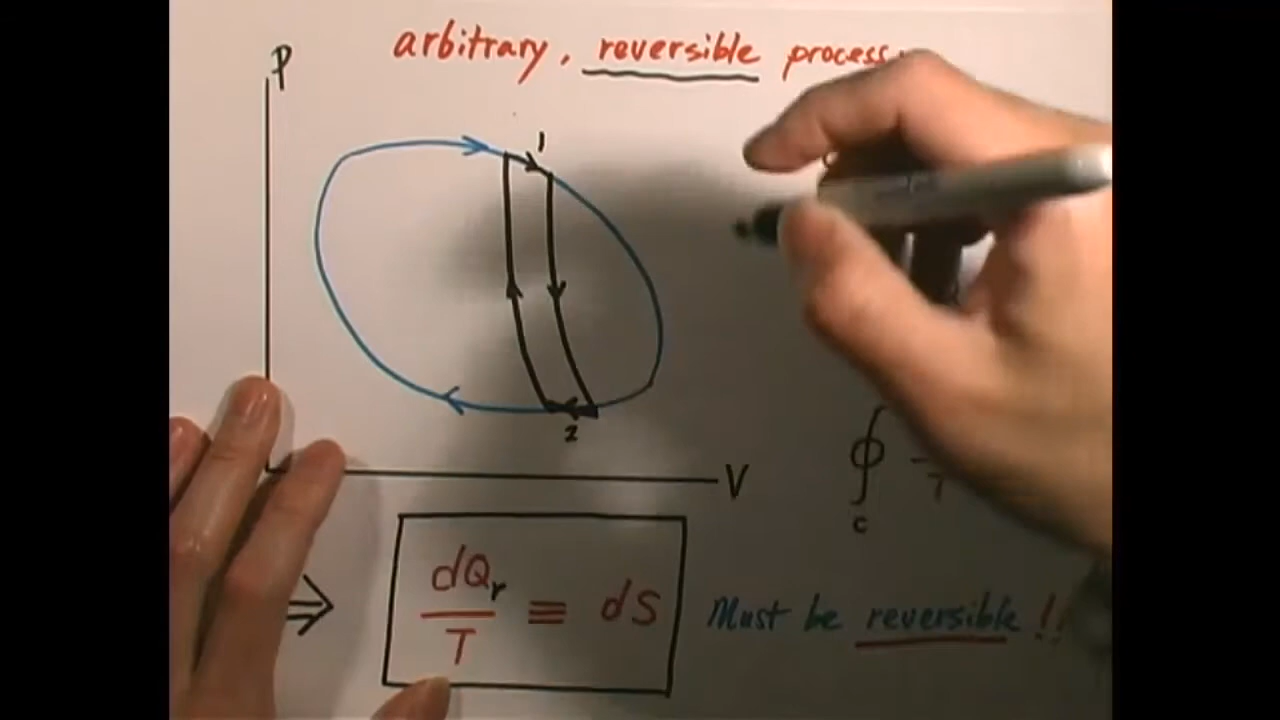 arbitrary, reversible process
P
1
2
V
∮
T
c
⇒ dQr
T
≡ dS
Must be reversible !!